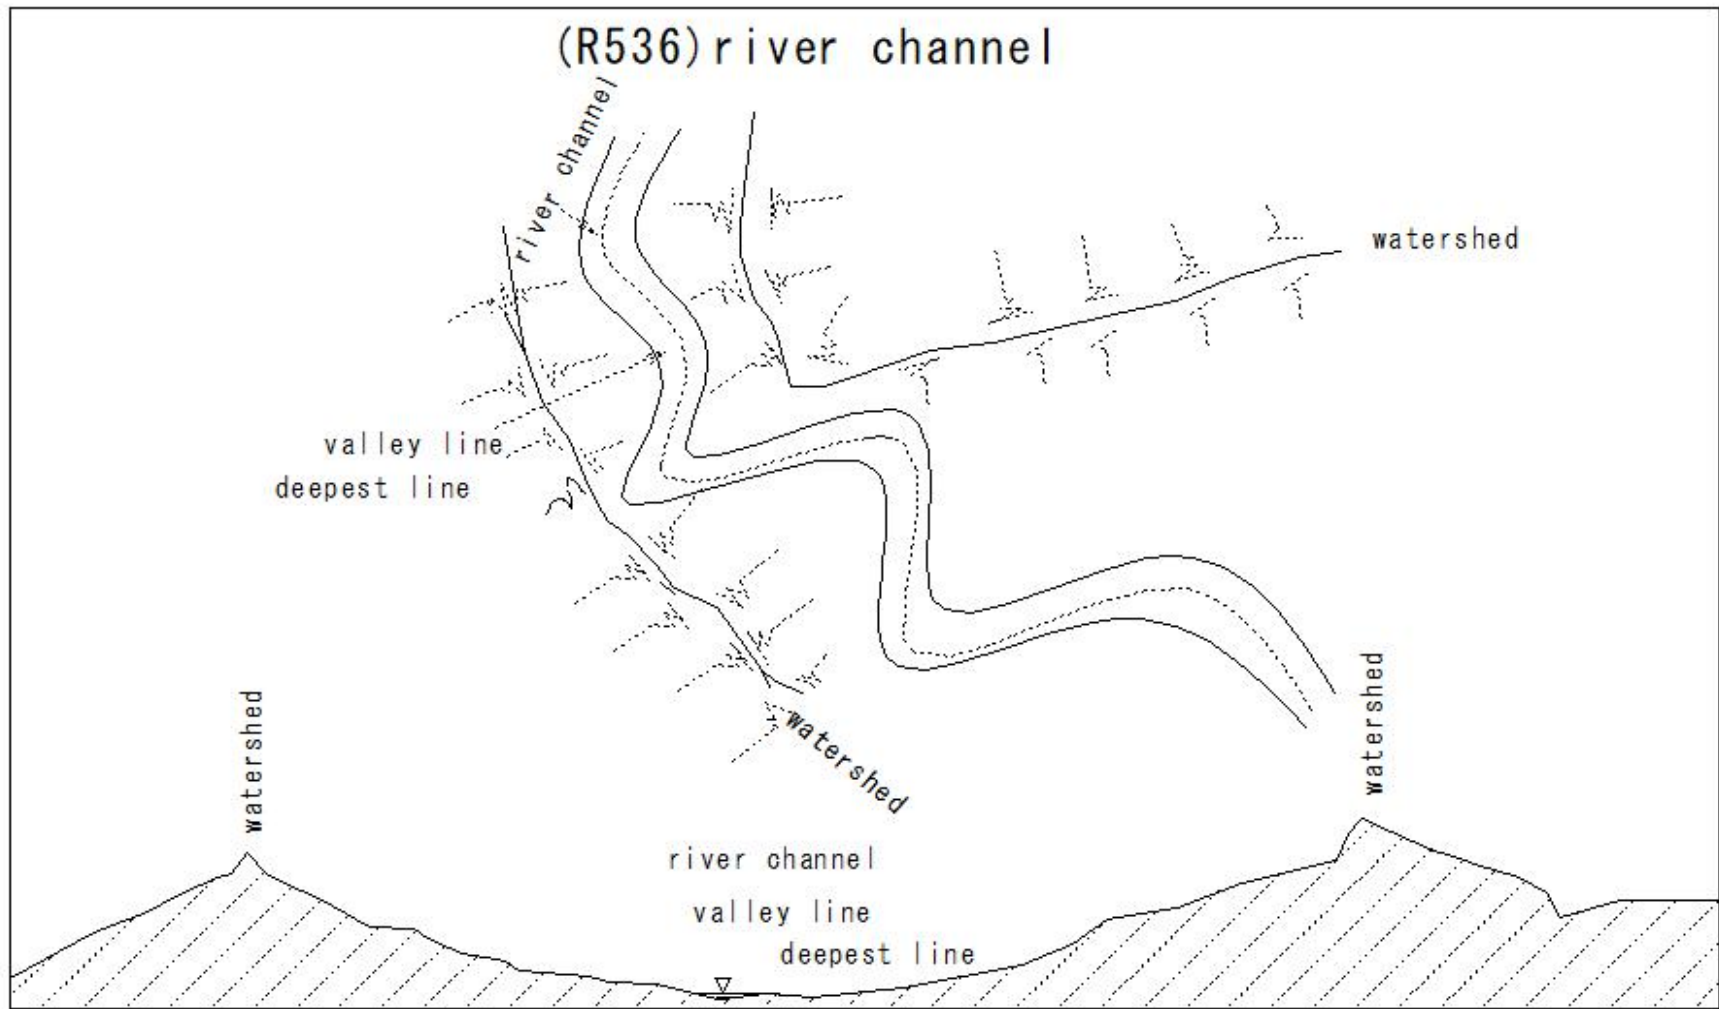 (R536)river channel
river channel
watershed
valley line
deepest line
watershed
watershed
watershed
river channel
valley line
deepest line